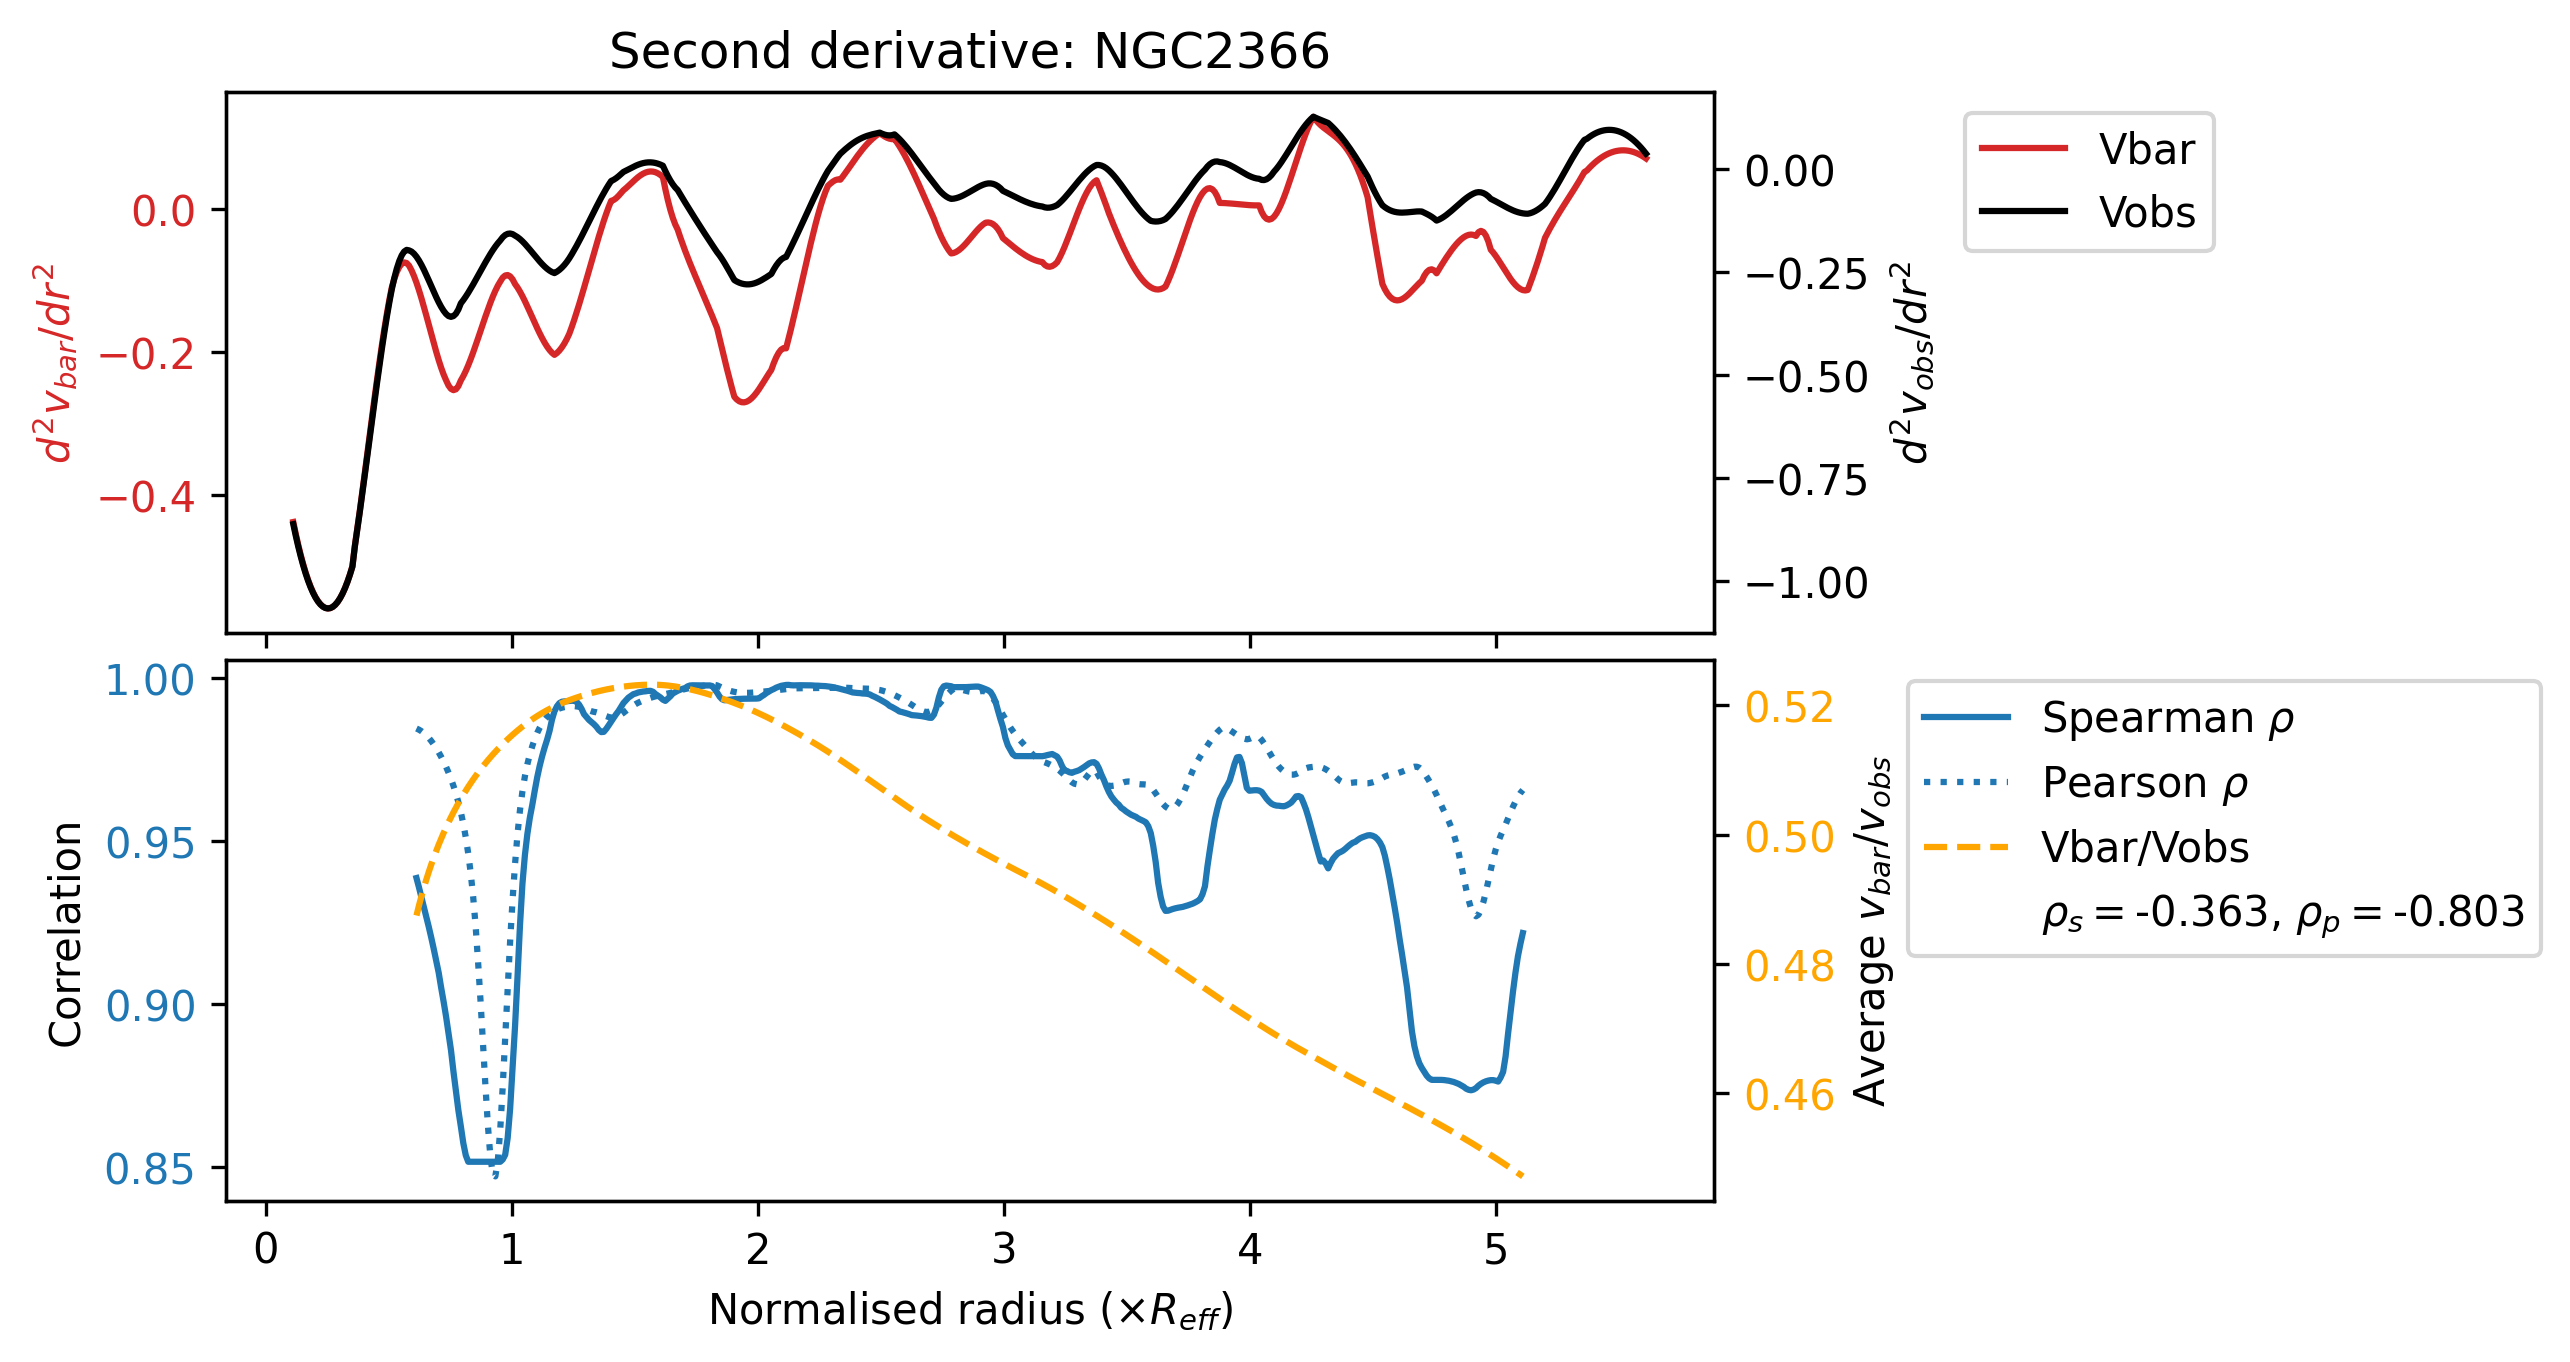 Second derivative: NGC2366
d²v_bar/dr²
0.0
−0.2
−0.4
0.00
−0.25
−0.50
−0.75
−1.00
d²v_obs/dr²
Vbar
Vobs
Correlation
1.00
0.95
0.90
0.85
0.52
0.50
0.48
0.46
Average v_bar/v_obs
Spearman ρ
Pearson ρ
Vbar/Vobs
ρ_s = -0.363, ρ_p = -0.803
0 1 2 3 4 5
Normalised radius (×R_eff)